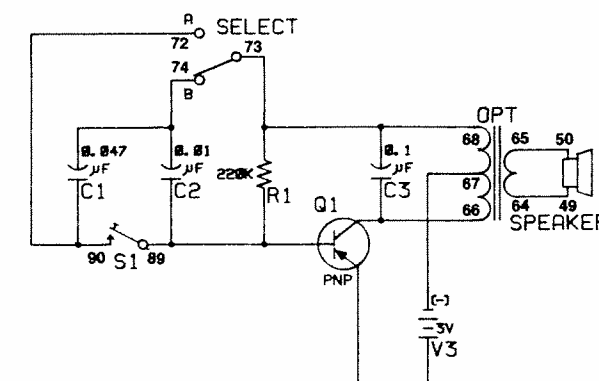 A
SELECT
72
73
74
B
OPT
68
65
50
0.047
μF
C1
0.01
μF
C2
220K
R1
0.1
μF
C3
67
66
64
49
SPEAKER
Q1
90
S1
89
PNP
(-)
3V
V3